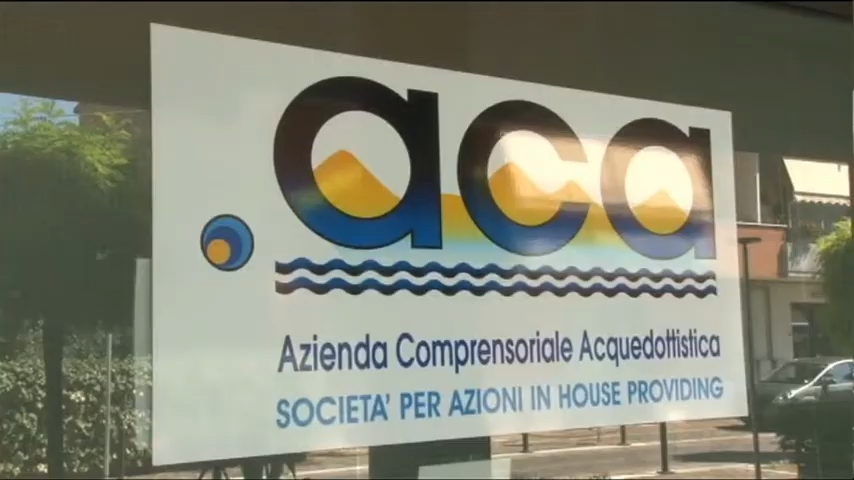 .aca
Azienda Comprensoriale Acquedottistica
SOCIETA' PER AZIONI IN HOUSE PROVIDING